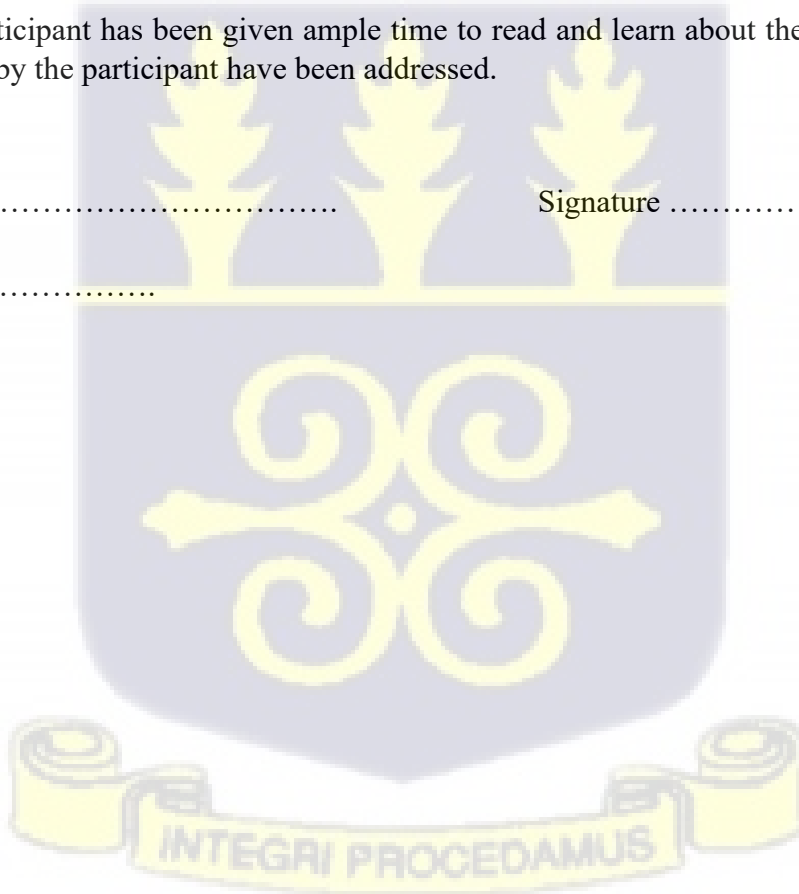 ticipant has been given ample time to read and learn about the
by the participant have been addressed.
………………………………. Signature …………
…………….
INTEGRI PROCEDAMUS